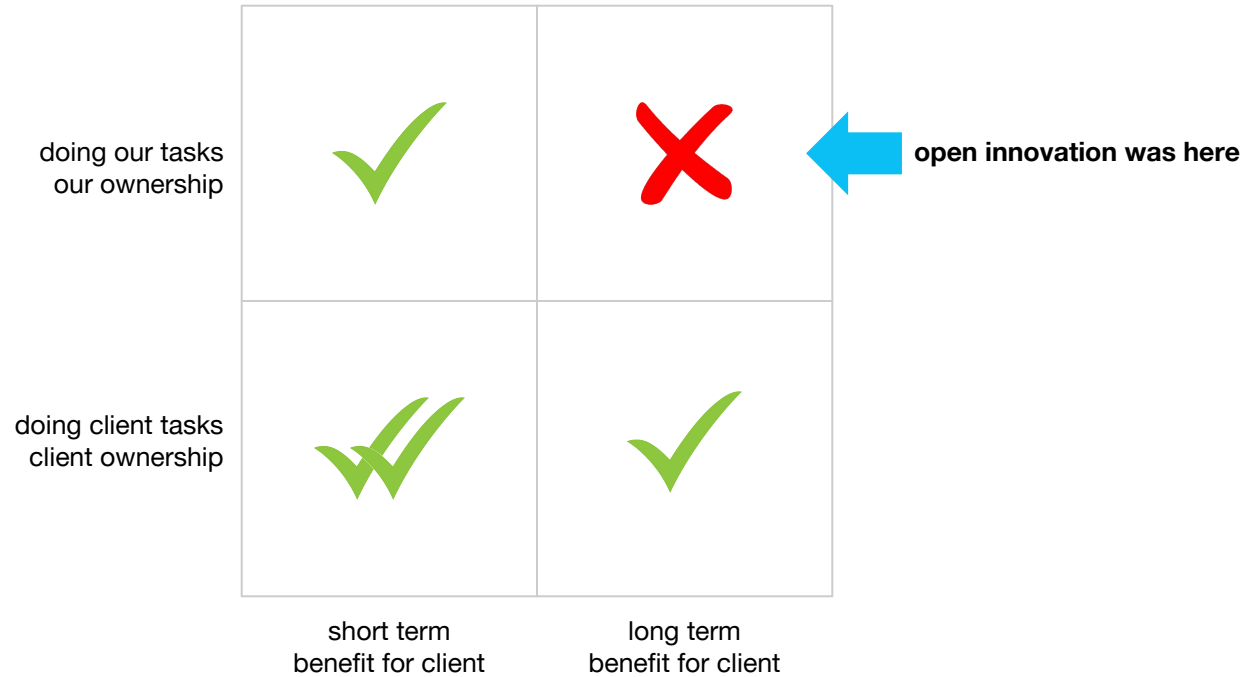 doing our tasks
our ownership
open innovation was here
doing client tasks
client ownership
short term
benefit for client
long term
benefit for client